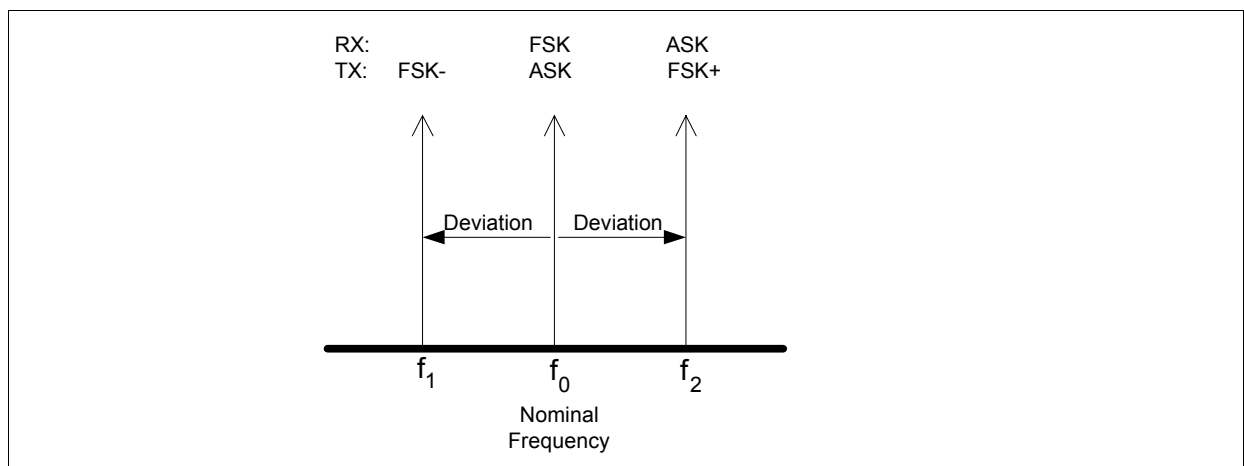 RX: FSK ASK
TX: FSK- ASK FSK+
Deviation Deviation
f1 f0 f2
Nominal
Frequency